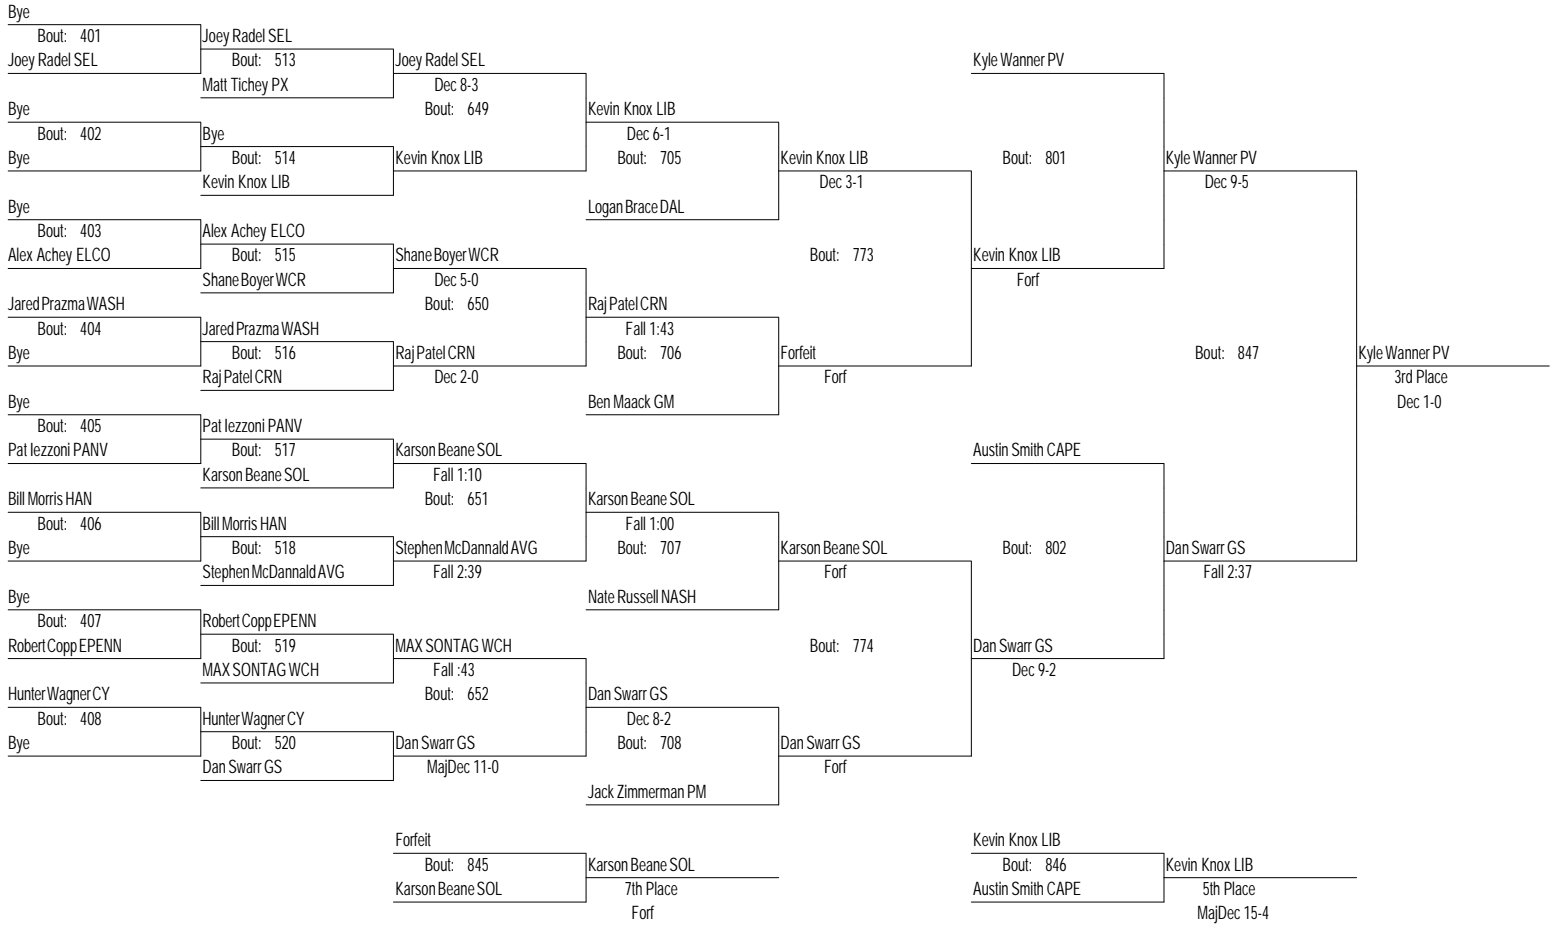 Bye
Bout: 401
Joey Radel SEL
Joey Radel SEL
Bout: 513
Matt Tichey PX
Joey Radel SEL
Dec 8-3
Bout: 649
Bye
Bout: 402
Bye
Bye
Bout: 514
Kevin Knox LIB
Kevin Knox LIB
Kevin Knox LIB
Dec 6-1
Bout: 705
Logan Brace DAL
Kevin Knox LIB
Dec 3-1
Bout: 773
Bye
Bout: 403
Alex Achey ELCO
Alex Achey ELCO
Bout: 515
Shane Boyer WCR
Shane Boyer WCR
Dec 5-0
Bout: 650
Jared Prazma WASH
Bout: 404
Bye
Jared Prazma WASH
Bout: 516
Raj Patel CRN
Raj Patel CRN
Dec 2-0
Raj Patel CRN
Fall 1:43
Bout: 706
Ben Maack GM
Forfeit
Forf
Kyle Wanner PV
Bout: 801
Kevin Knox LIB
Forf
Kyle Wanner PV
Dec 9-5
Bout: 847
Kyle Wanner PV
3rd Place
Dec 1-0
Bye
Bout: 405
Pat Iezzoni PANV
Pat Iezzoni PANV
Bout: 517
Karson Beane SOL
Karson Beane SOL
Fall 1:10
Bout: 651
Bill Morris HAN
Bout: 406
Bye
Bill Morris HAN
Bout: 518
Stephen McDannald AVG
Stephen McDannald AVG
Fall 2:39
Karson Beane SOL
Fall 1:00
Bout: 707
Nate Russell NASH
Karson Beane SOL
Forf
Bout: 774
Bye
Bout: 407
Robert Copp EPENN
Robert Copp EPENN
Bout: 519
MAX SONTAG WCH
MAX SONTAG WCH
Fall :43
Bout: 652
Hunter Wagner CY
Bout: 408
Bye
Hunter Wagner CY
Bout: 520
Dan Swarr GS
Dan Swarr GS
MajDec 11-0
Dan Swarr GS
Dec 8-2
Bout: 708
Jack Zimmerman PM
Dan Swarr GS
Forf
Austin Smith CAPE
Bout: 802
Dan Swarr GS
Dec 9-2
Dan Swarr GS
Fall 2:37
Forfeit
Bout: 845
Karson Beane SOL
Karson Beane SOL
7th Place
Forf
Kevin Knox LIB
Bout: 846
Austin Smith CAPE
Kevin Knox LIB
5th Place
MajDec 15-4